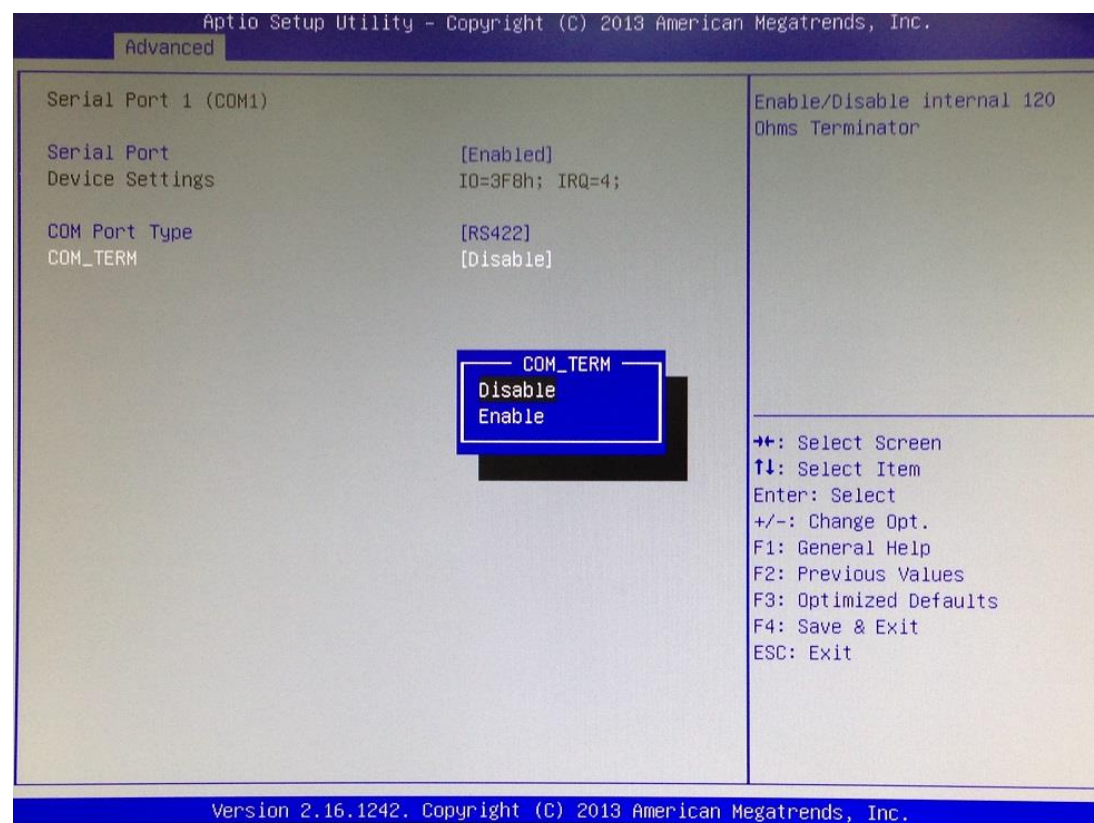 Aptio Setup Utility – Copyright (C) 2013 American Megatrends, Inc.
Advanced
Serial Port 1 (COM1)
Serial Port [Enabled]
Device Settings IO=3F8h; IRQ=4;
COM Port Type [RS422]
COM_TERM [Disable]
COM_TERM
Disable
Enable
Enable/Disable internal 120
Ohms Terminator
→←: Select Screen
↑↓: Select Item
Enter: Select
+/-: Change Opt.
F1: General Help
F2: Previous Values
F3: Optimized Defaults
F4: Save & Exit
ESC: Exit
Version 2.16.1242. Copyright (C) 2013 American Megatrends, Inc.